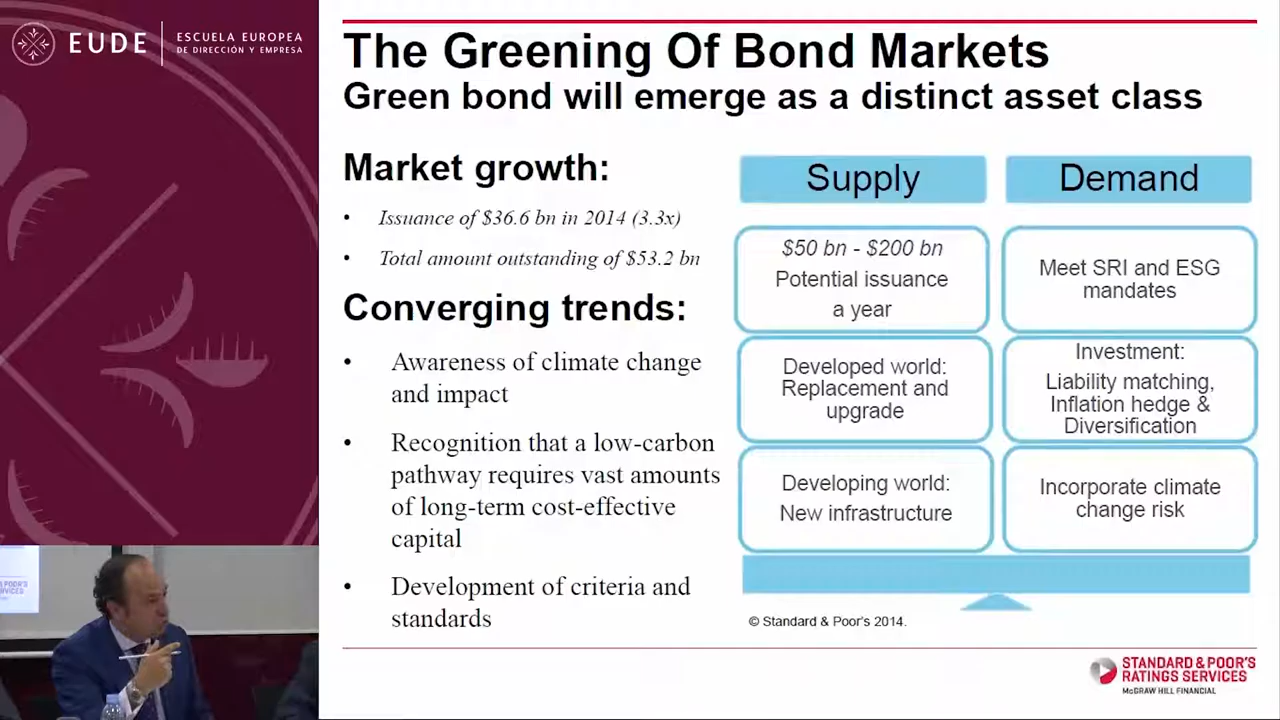 EUDE
ESCUELA EUROPEA
DE DIRECCIÓN Y EMPRESA
The Greening Of Bond Markets
Green bond will emerge as a distinct asset class
Market growth:
• Issuance of $36.6 bn in 2014 (3.3x)
• Total amount outstanding of $53.2 bn
Converging trends:
• Awareness of climate change
and impact
• Recognition that a low-carbon
pathway requires vast amounts
of long-term cost-effective
capital
• Development of criteria and
standards
Supply
$50 bn - $200 bn
Potential issuance
a year
Developed world:
Replacement and
upgrade
Developing world:
New infrastructure
Demand
Meet SRI and ESG
mandates
Investment:
Liability matching,
Inflation hedge &
Diversification
Incorporate climate
change risk
© Standard & Poor's 2014.
STANDARD & POOR'S
RATINGS SERVICES
McGRAW HILL FINANCIAL